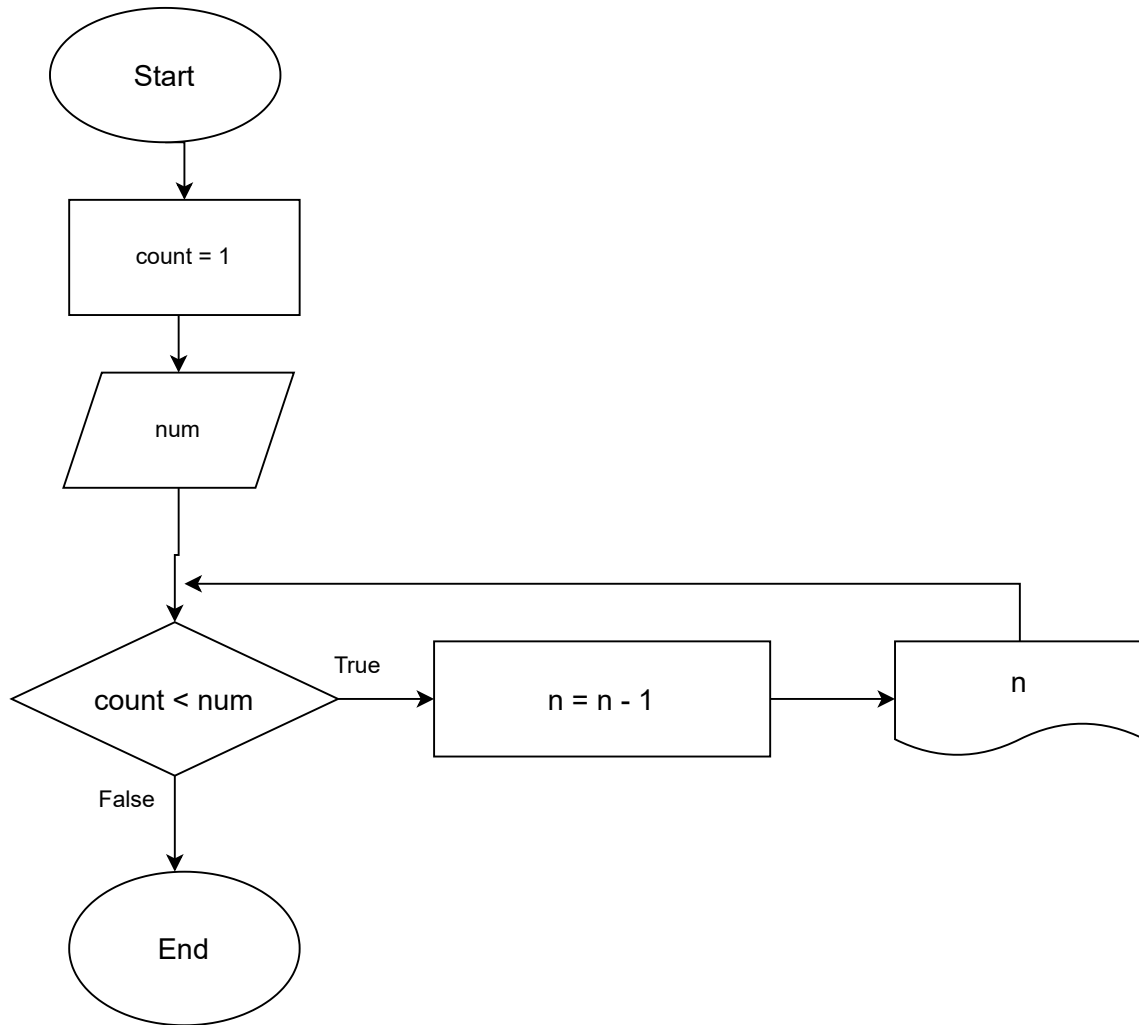 Start
count = 1
num
count < num
True
n = n - 1
n
False
End